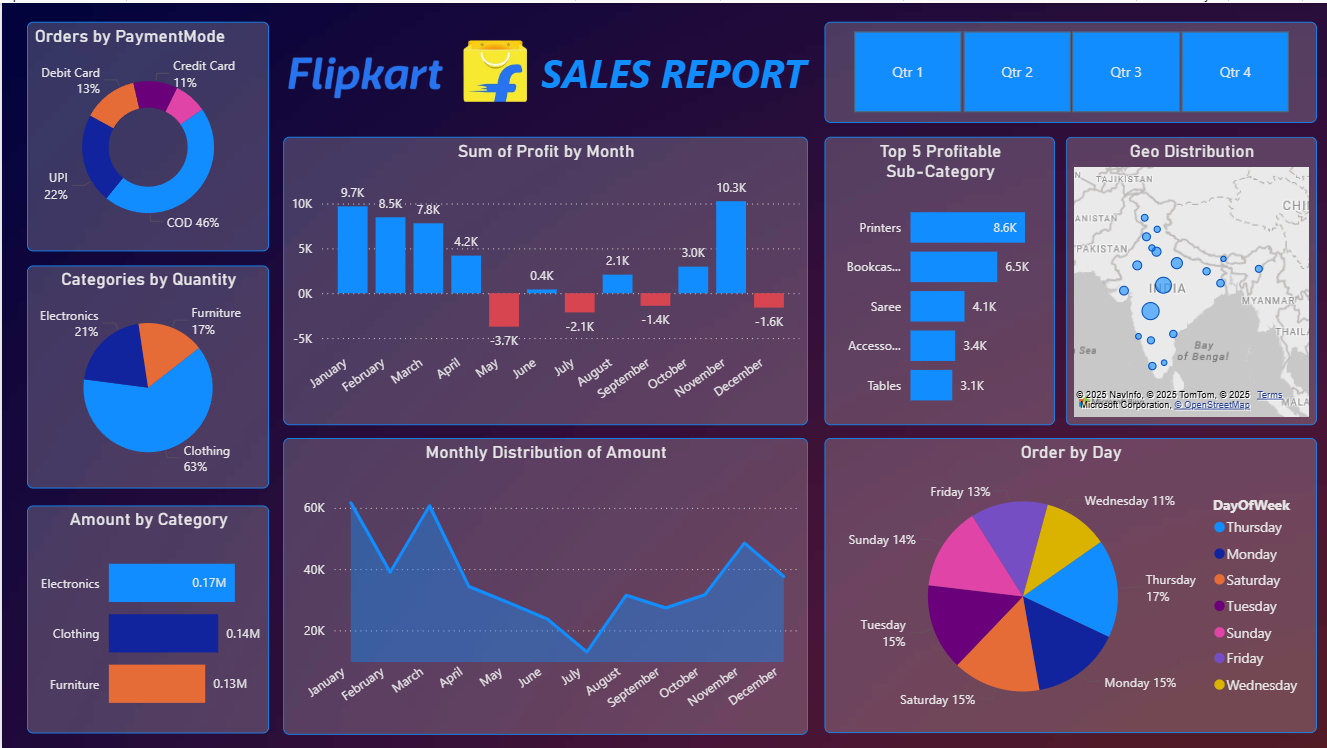 Orders by PaymentMode
Debit Card
13%
Credit Card
11%
UPI
22%
COD 46%
Flipkart
SALES REPORT
Qtr 1
Qtr 2
Qtr 3
Qtr 4
Categories by Quantity
Electronics
21%
Furniture
17%
Clothing
63%
Amount by Category
Electronics
0.17M
Clothing
0.14M
Furniture
0.13M
Sum of Profit by Month
10K
5K
0K
-5K
9.7K
8.5K
7.8K
4.2K
-3.7K
0.4K
-2.1K
2.1K
-1.4K
3.0K
10.3K
-1.6K
January
February
March
April
May
June
July
August
September
October
November
December
Monthly Distribution of Amount
60K
40K
20K
January
February
March
April
May
June
July
August
September
October
November
December
Top 5 Profitable
Sub-Category
Printers
8.6K
Bookcas...
6.5K
Saree
4.1K
Accesso...
3.4K
Tables
3.1K
Geo Distribution
TAJIKISTAN
CHI
ANISTAN
PAKISTAN
INDIA
MYANMAR
THAIL
Bay
of Bengal
Sea
MALA
© 2025 NavInfo, © 2025 TomTom, © 2025 Terms
Microsoft Corporation, © OpenStreetMap
Order by Day
Friday 13%
Wednesday 11%
Sunday 14%
Thursday
17%
Tuesday
15%
Saturday 15%
Monday 15%
DayOfWeek
Thursday
Monday
Saturday
Tuesday
Sunday
Friday
Wednesday